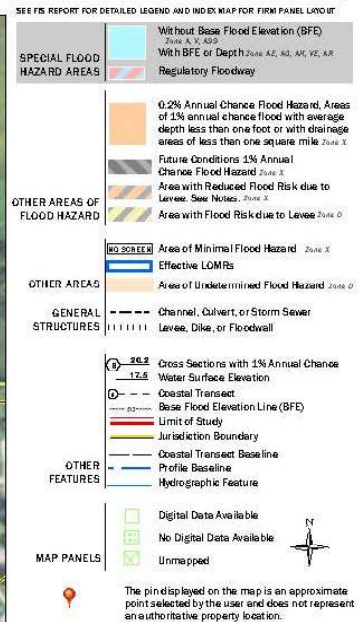 SEE FIS REPORT FOR DETAILED LEGEND AND INDEX MAP FOR FIRM PANEL LAYOUT
SPECIAL FLOOD
HAZARD AREAS
Without Base Flood Elevation (BFE)
Zone A, V, A99
With BFE or Depth Zone AE, AO, AH, VE, AR
Regulatory Floodway
OTHER AREAS OF
FLOOD HAZARD
0.2% Annual Chance Flood Hazard, Areas
of 1% annual chance flood with average
depth less than one foot or with drainage
areas of less than one square mile Zone X
Future Conditions 1% Annual
Chance Flood Hazard Zone X
Area with Reduced Flood Risk due to
Levee. See Notes. Zone X
Area with Flood Risk due to Levee Zone D
OTHER AREAS
NO SCREEN Area of Minimal Flood Hazard Zone X
Effective LOMRs
Area of Undetermined Flood Hazard Zone D
GENERAL
STRUCTURES
Channel, Culvert, or Storm Sewer
Levee, Dike, or Floodwall
OTHER
FEATURES
B 20.2 Cross Sections with 1% Annual Chance
17.5 Water Surface Elevation
Coastal Transect
Base Flood Elevation Line (BFE)
Limit of Study
Jurisdiction Boundary
Coastal Transect Baseline
Profile Baseline
Hydrographic Feature
MAP PANELS
Digital Data Available
No Digital Data Available
Unmapped
N
The pin displayed on the map is an approximate
point selected by the user and does not represent
an authoritative property location.